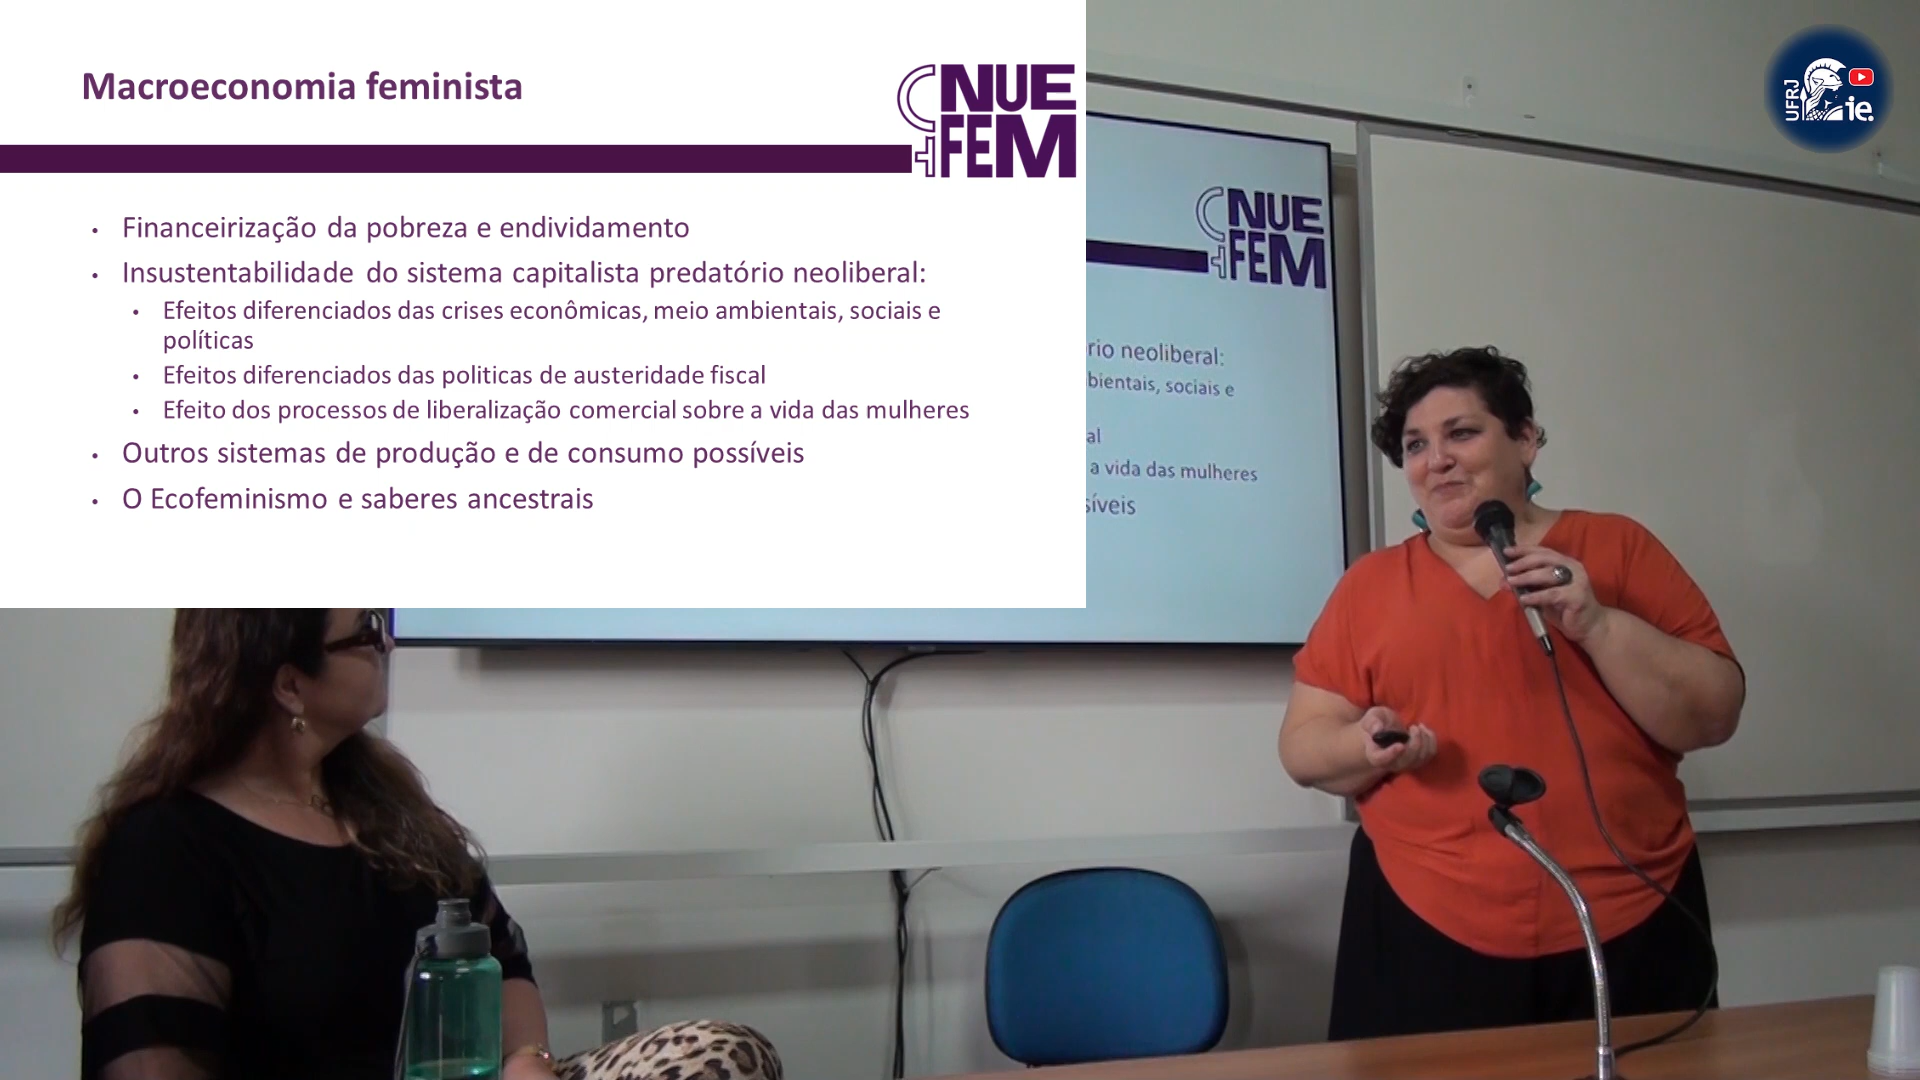 Macroeconomia feminista
NUE
FEM
• Financeirização da pobreza e endividamento
• Insustentabilidade do sistema capitalista predatório neoliberal:
• Efeitos diferenciados das crises econômicas, meio ambientais, sociais e
políticas
• Efeitos diferenciados das politicas de austeridade fiscal
• Efeito dos processos de liberalização comercial sobre a vida das mulheres
• Outros sistemas de produção e de consumo possíveis
• O Ecofeminismo e saberes ancestrais
NUE
FEM
rio neoliberal:
bientais, sociais e
al
a vida das mulheres
síveis
UFRJ
ie.